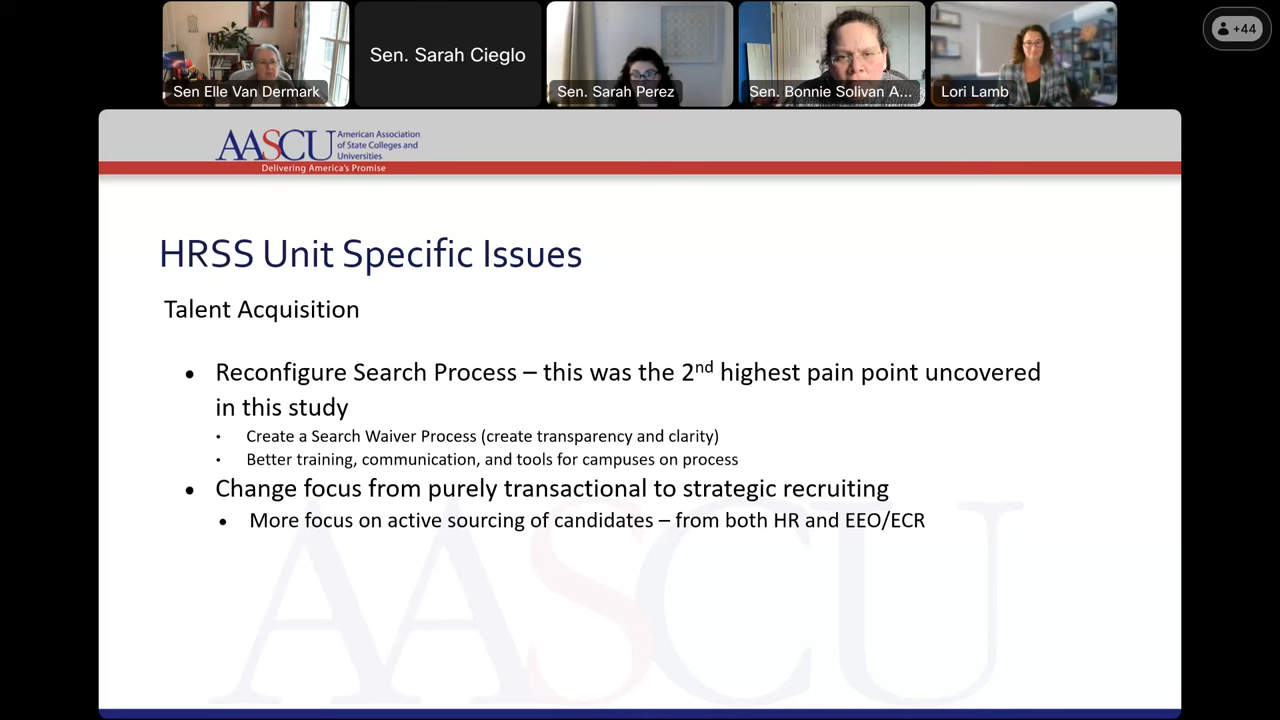 Sen Elle Van Dermark
Sen. Sarah Cieglo
Sen. Sarah Perez
Sen. Bonnie Solivan A...
Lori Lamb
+44
AASCU
American Association
of State Colleges and
Universities
Delivering America's Promise
HRSS Unit Specific Issues
Talent Acquisition
• Reconfigure Search Process – this was the 2nd highest pain point uncovered
in this study
• Create a Search Waiver Process (create transparency and clarity)
• Better training, communication, and tools for campuses on process
• Change focus from purely transactional to strategic recruiting
• More focus on active sourcing of candidates – from both HR and EEO/ECR
AASCU